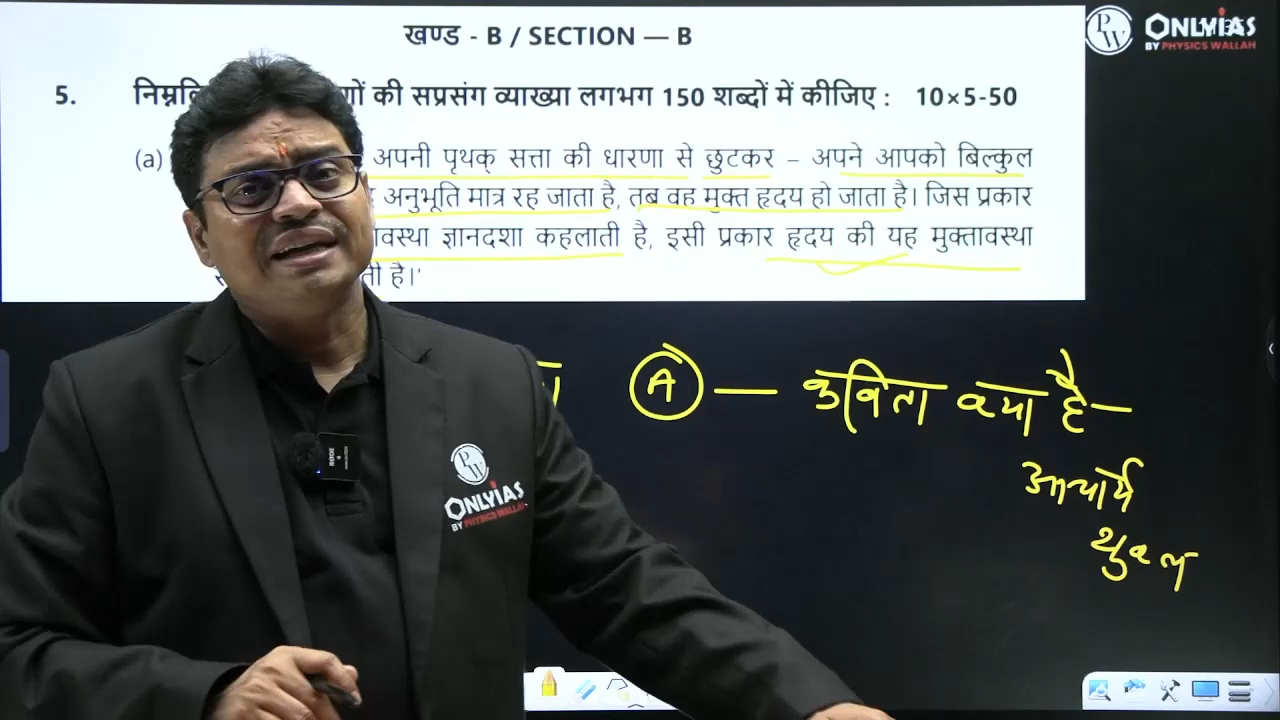 खण्ड - B / SECTION — B
PW ONLYIAS
BY PHYSICS WALLAH
5. की सप्रसंग व्याख्या लगभग 150 शब्दों में कीजिए : 10×5-50
(a) अपनी पृथक् सत्ता की धारणा से छुटकर – अपने आपको बिल्कुल
अनुभूति मात्र रह जाता है, तब वह मुक्त हृदय हो जाता है। जिस प्रकार
ज्ञानदशा कहलाती है, इसी प्रकार हृदय की यह मुक्तावस्था
है।'
A — कविता क्या है —
आचार्य
शुक्ल
RODE
PW
ONLYIAS
BY PHYSICS WALLAH